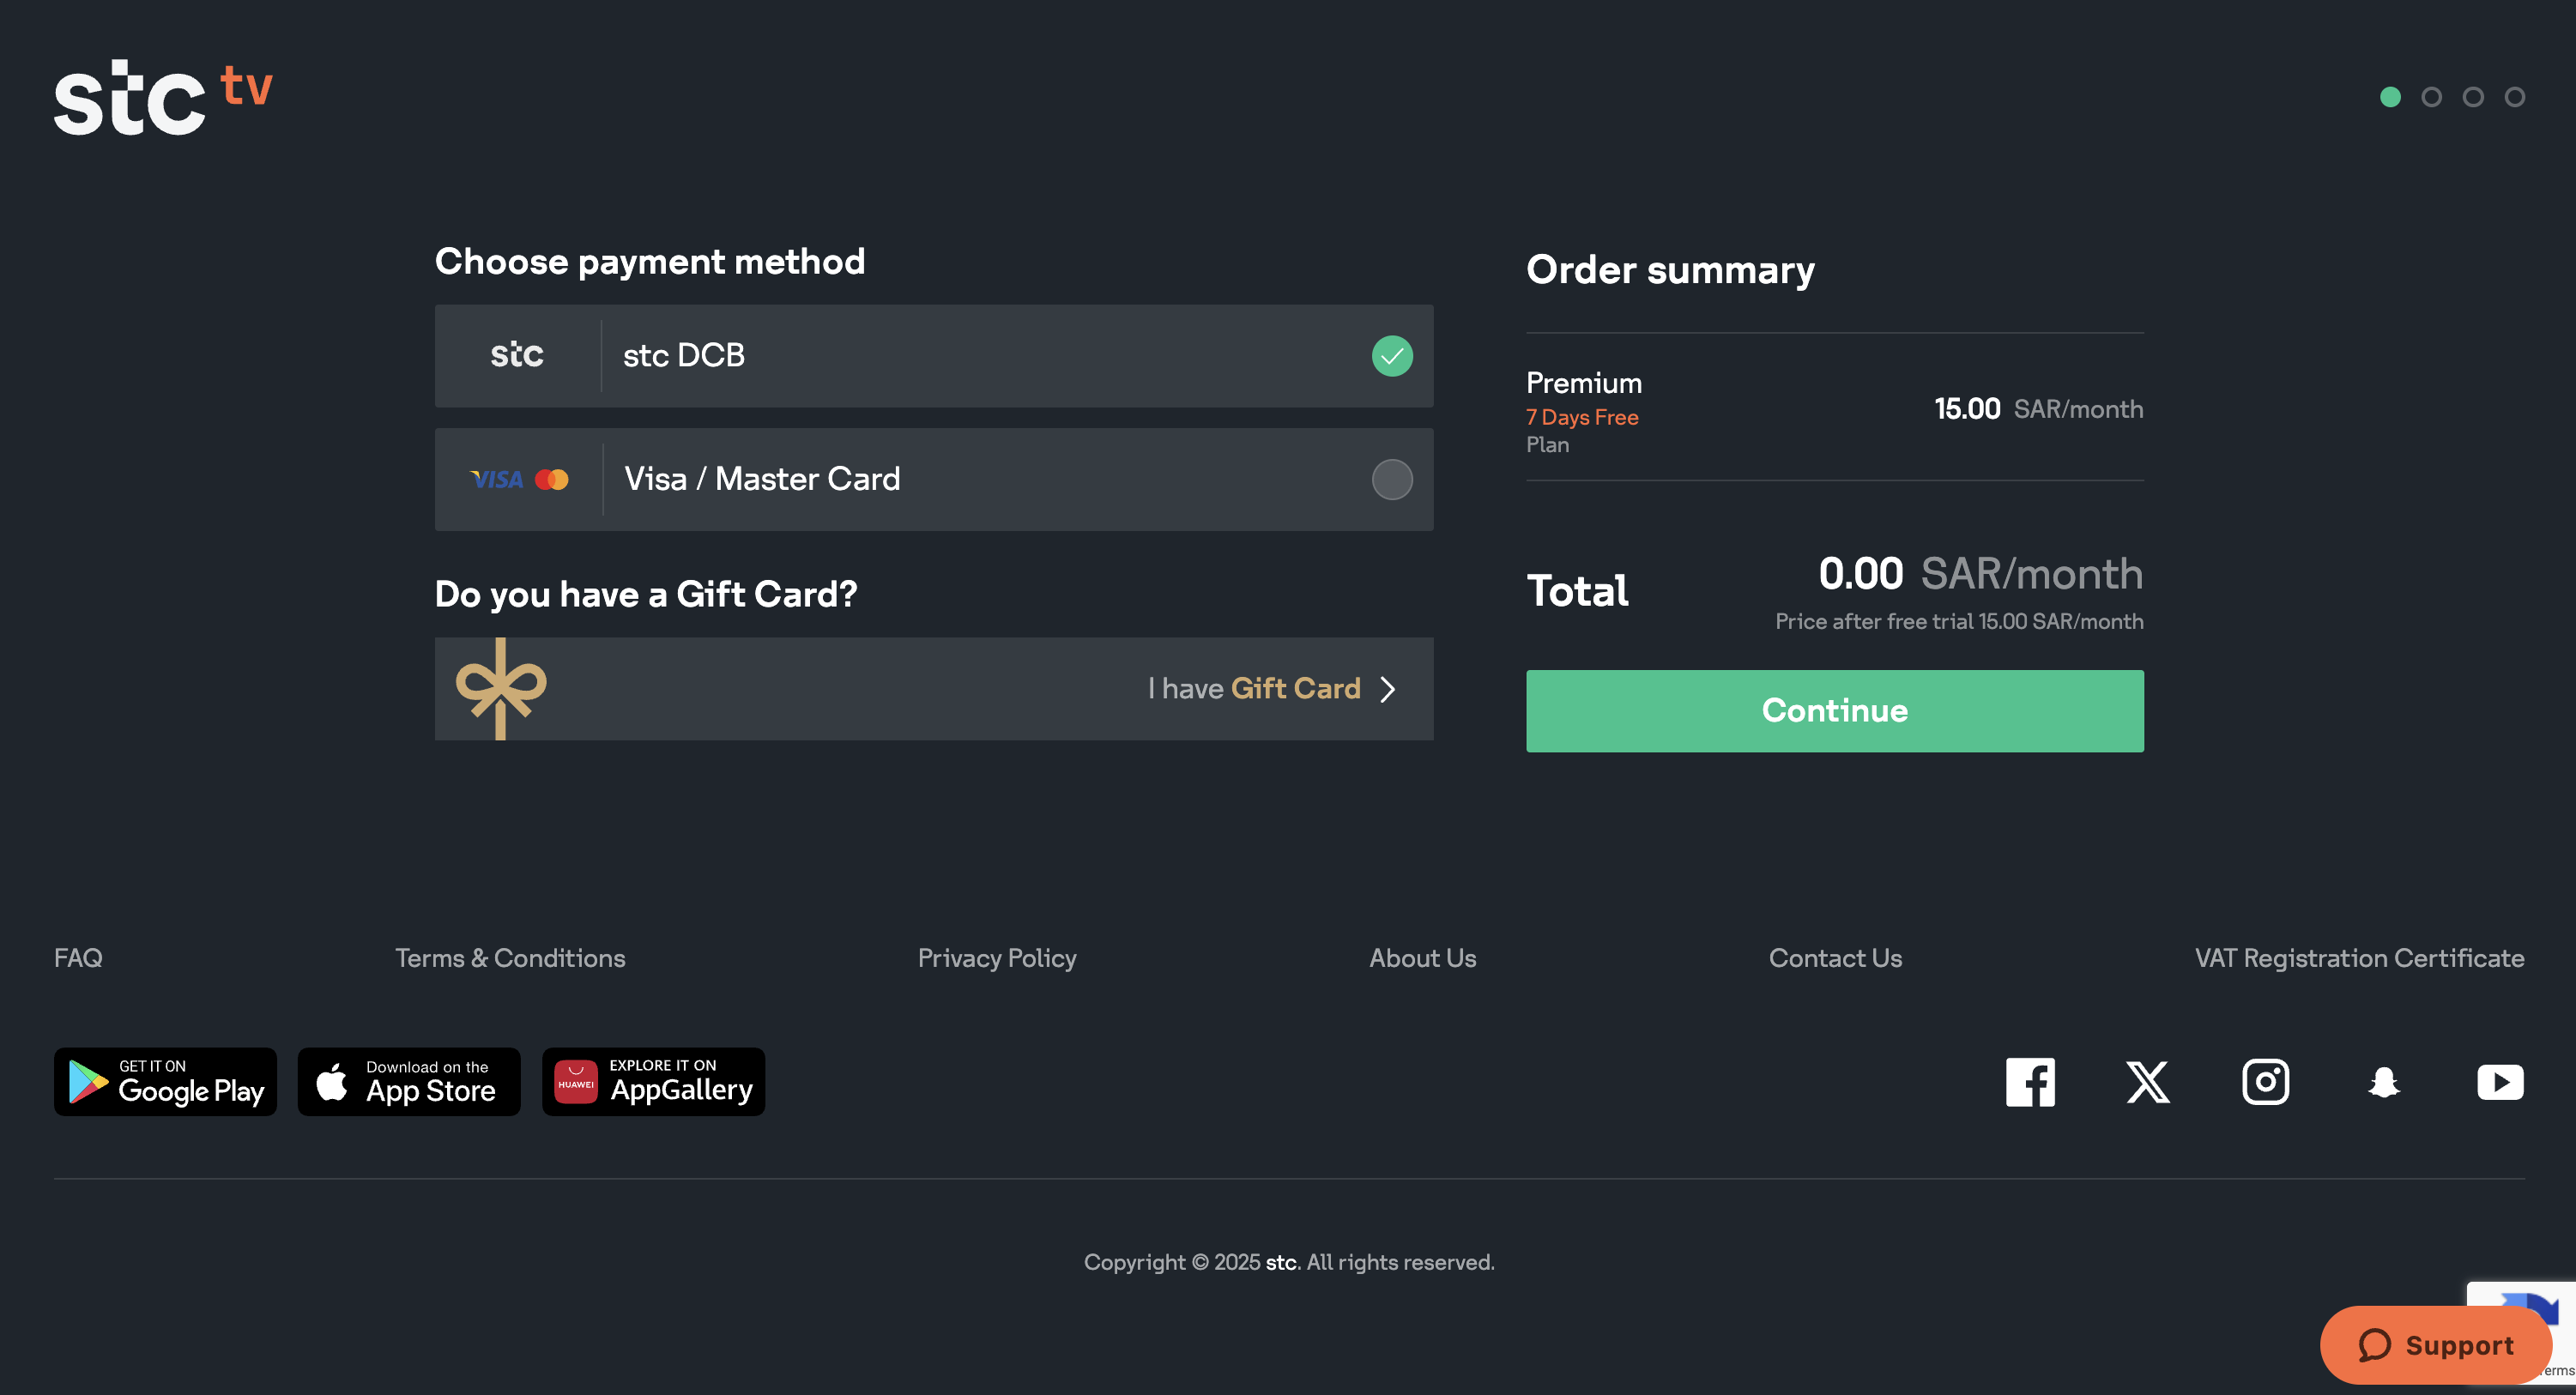 stc tv
Choose payment method
stc stc DCB
VISA Visa / Master Card
Do you have a Gift Card?
I have Gift Card
Order summary
Premium
7 Days Free
Plan
15.00 SAR/month
Total
0.00 SAR/month
Price after free trial 15.00 SAR/month
Continue
FAQ Terms & Conditions Privacy Policy About Us Contact Us VAT Registration Certificate
GET IT ON
Google Play
Download on the
App Store
HUAWEI
EXPLORE IT ON
AppGallery
Copyright © 2025 stc. All rights reserved.
Support